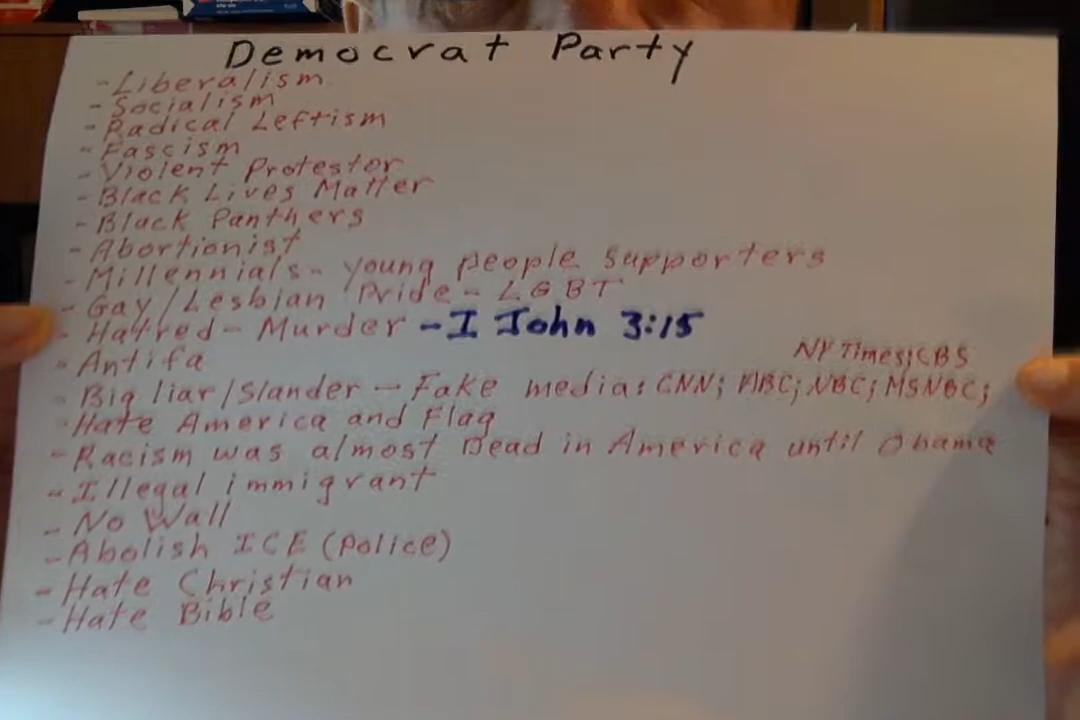 Democrat Party
- Liberalism
- Socialism
- Radical Leftism
- Fascism
- Violent Protestor
- Black Lives Matter
- Black Panthers
- Abortionist
- Millennials - young people supporters
- Gay/Lesbian Pride - LGBT
- Hatred - Murder - I John 3:15
- Antifa
NY Times; CBS
- Big liar/Slander - Fake media: CNN; ABC; NBC; MSNBC;
- Hate America and Flag
- Racism was almost Dead in America until Obama
- Illegal immigrant
- No Wall
- Abolish ICE (Police)
- Hate Christian
- Hate Bible